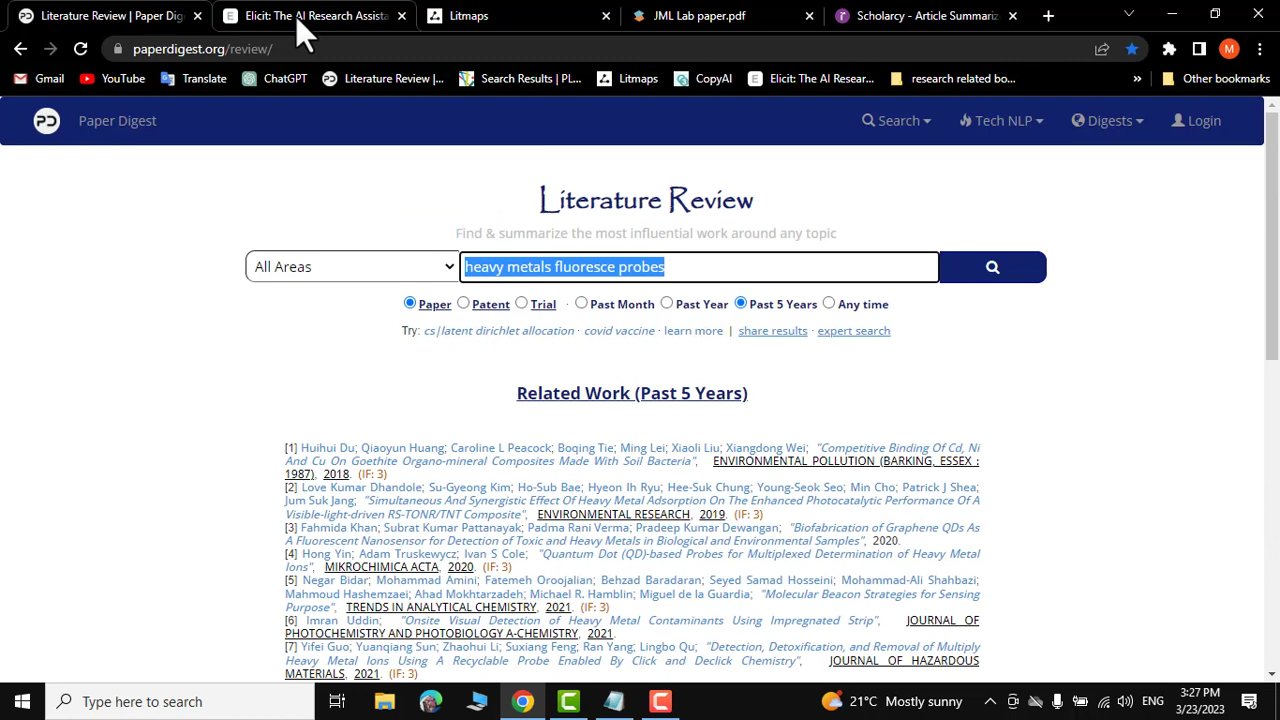 Literature Review | Paper Dig
Elicit: The AI Research Assista
Litmaps
JML Lab paper.pdf
Scholarcy - Article Summariz
paperdigest.org/review/
M
Gmail
YouTube
Translate
ChatGPT
Literature Review |...
Search Results | PL...
Litmaps
CopyAI
Elicit: The AI Resear...
research related bo...
»
Other bookmarks
PD
Paper Digest
Search
Tech NLP
Digests
Login
Literature Review
Find & summarize the most influential work around any topic
All Areas
heavy metals fluoresce probes
Paper Patent Trial · Past Month Past Year Past 5 Years Any time
Try: cs|latent dirichlet allocation · covid vaccine · learn more | share results · expert search
Related Work (Past 5 Years)
[1] Huihui Du; Qiaoyun Huang; Caroline L Peacock; Boqing Tie; Ming Lei; Xiaoli Liu; Xiangdong Wei; "Competitive Binding Of Cd, Ni
And Cu On Goethite Organo-mineral Composites Made With Soil Bacteria", ENVIRONMENTAL POLLUTION (BARKING, ESSEX :
1987), 2018. (IF: 3)
[2] Love Kumar Dhandole; Su-Gyeong Kim; Ho-Sub Bae; Hyeon Ih Ryu; Hee-Suk Chung; Young-Seok Seo; Min Cho; Patrick J Shea;
Jum Suk Jang; "Simultaneous And Synergistic Effect Of Heavy Metal Adsorption On The Enhanced Photocatalytic Performance Of A
Visible-light-driven RS-TONR/TNT Composite", ENVIRONMENTAL RESEARCH, 2019. (IF: 3)
[3] Fahmida Khan; Subrat Kumar Pattanayak; Padma Rani Verma; Pradeep Kumar Dewangan; "Biofabrication of Graphene QDs As
A Fluorescent Nanosensor for Detection of Toxic and Heavy Metals in Biological and Environmental Samples", 2020.
[4] Hong Yin; Adam Truskewycz; Ivan S Cole; "Quantum Dot (QD)-based Probes for Multiplexed Determination of Heavy Metal
Ions", MIKROCHIMICA ACTA, 2020. (IF: 3)
[5] Negar Bidar; Mohammad Amini; Fatemeh Oroojalian; Behzad Baradaran; Seyed Samad Hosseini; Mohammad-Ali Shahbazi;
Mahmoud Hashemzaei; Ahad Mokhtarzadeh; Michael R. Hamblin; Miguel de la Guardia; "Molecular Beacon Strategies for Sensing
Purpose", TRENDS IN ANALYTICAL CHEMISTRY, 2021. (IF: 3)
[6] Imran Uddin; "Onsite Visual Detection of Heavy Metal Contaminants Using Impregnated Strip", JOURNAL OF
PHOTOCHEMISTRY AND PHOTOBIOLOGY A-CHEMISTRY, 2021.
[7] Yifei Guo; Yuanqiang Sun; Zhaohui Li; Suxiang Feng; Ran Yang; Lingbo Qu; "Detection, Detoxification, and Removal of Multiply
Heavy Metal Ions Using A Recyclable Probe Enabled By Click and Declick Chemistry", JOURNAL OF HAZARDOUS
MATERIALS, 2021. (IF: 3)
Type here to search
21°C Mostly sunny
ENG
3:27 PM
3/23/2023